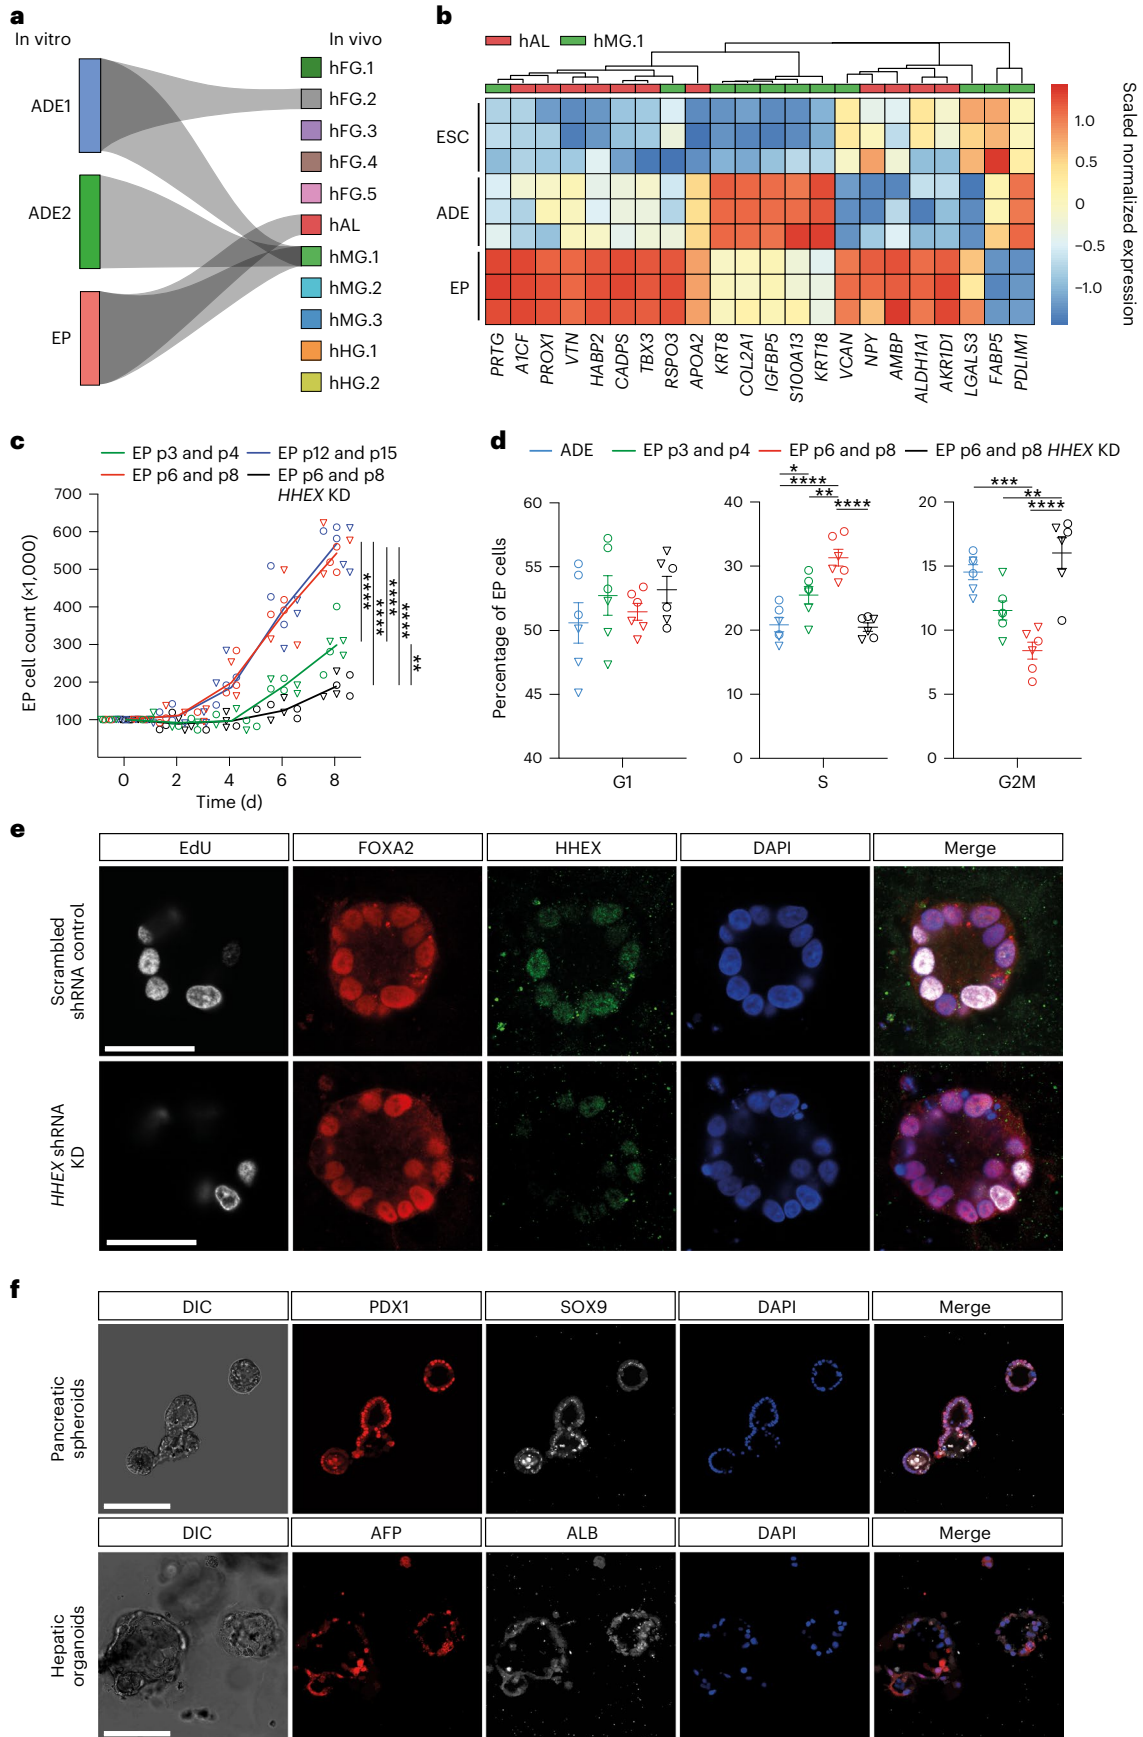 a
In vitro
In vivo
ADE1
ADE2
EP
hFG.1
hFG.2
hFG.3
hFG.4
hFG.5
hAL
hMG.1
hMG.2
hMG.3
hHG.1
hHG.2
b
hAL
hMG.1
ESC
ADE
EP
1.0
0.5
0
−0.5
−1.0
Scaled normalized expression
PRTG
A1CF
PROX1
VTN
HABP2
CADPS
TBX3
RSPO3
APOA2
KRT8
COL2A1
IGFBP5
S100A13
KRT18
VCAN
NPY
AMBP
ALDH1A1
AKR1D1
LGALS3
FABP5
PDLIM1
c
EP p3 and p4
EP p12 and p15
EP p6 and p8
EP p6 and p8
HHEX KD
EP cell count (×1,000)
700
600
500
400
300
200
100
0 2 4 6 8
Time (d)
****
****
****
****
**
d
ADE
EP p3 and p4
EP p6 and p8
EP p6 and p8 HHEX KD
Percentage of EP cells
60
55
50
45
40
G1
*
****
**
****
40
30
20
10
0
S
***
**
****
20
15
10
5
0
G2M
e
EdU FOXA2 HHEX DAPI Merge
Scrambled
shRNA control
HHEX shRNA
KD
f
DIC PDX1 SOX9 DAPI Merge
Pancreatic
spheroids
DIC AFP ALB DAPI Merge
Hepatic
organoids